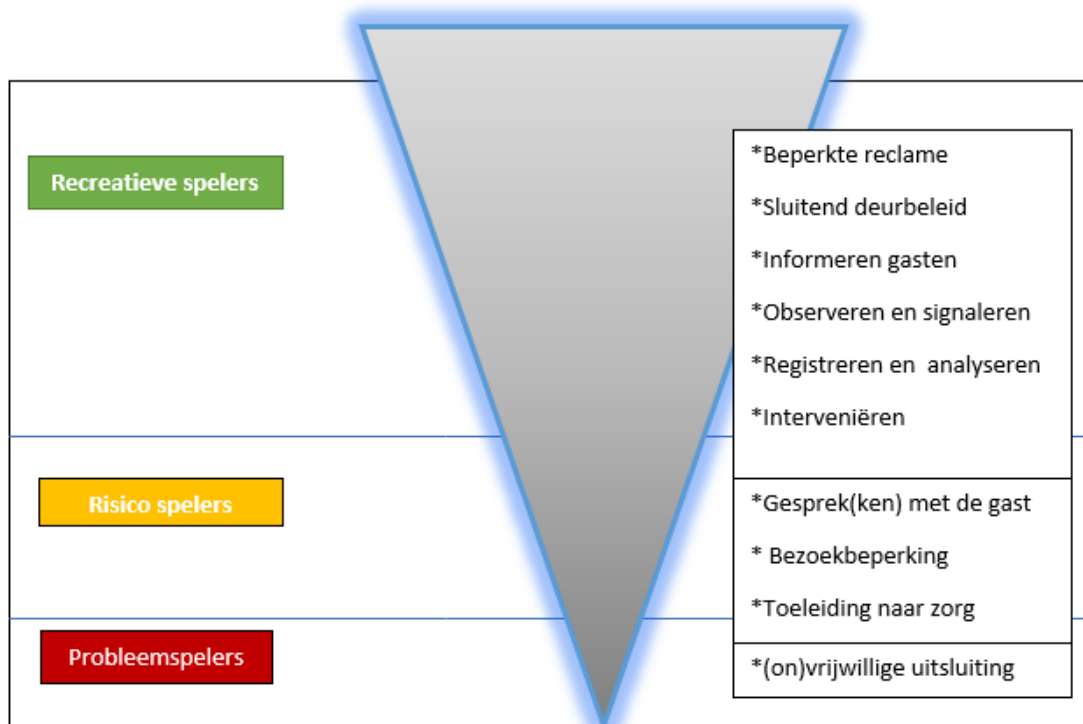 Recreatieve spelers
*Beperkte reclame
*Sluitend deurbeleid
*Informeren gasten
*Observeren en signaleren
*Registreren en  analyseren
*Interveniëren
Risico spelers
*Gesprek(ken) met de gast
* Bezoekbeperking
*Toeleiding naar zorg
Probleemspelers
*(on)vrijwillige uitsluiting